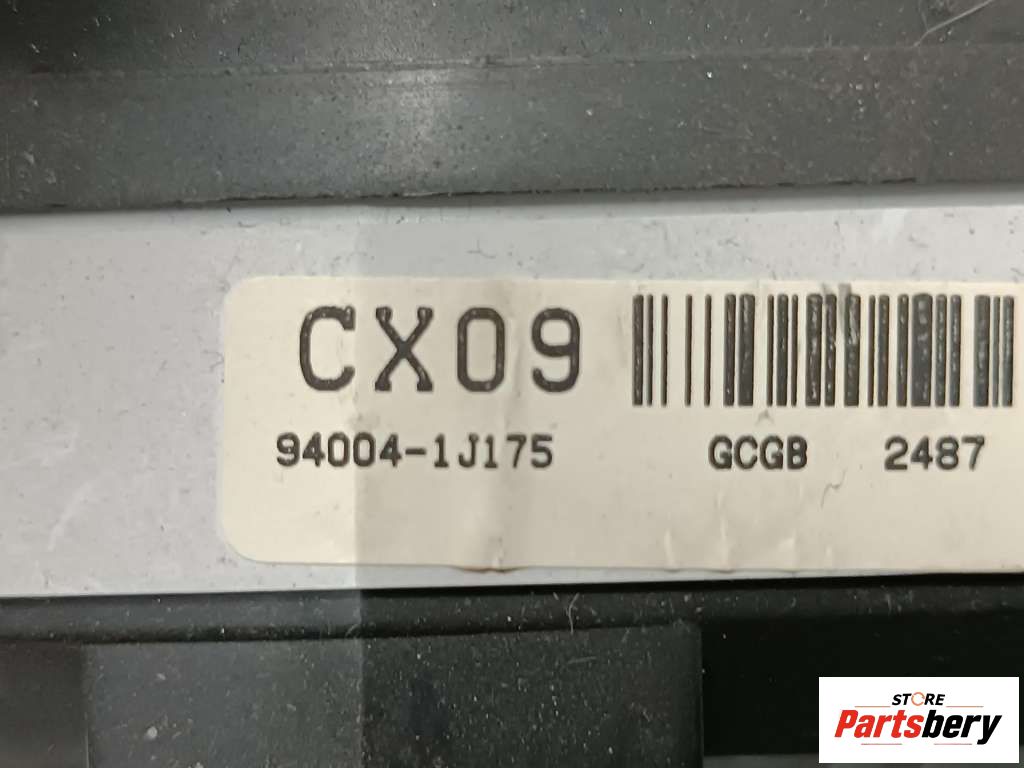 CX09
94004-1J175 GCGB 2487
STORE
Partsbery